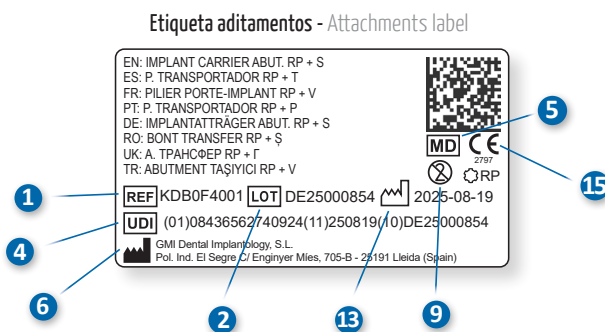 Etiqueta aditamentos - Attachments label
EN: IMPLANT CARRIER ABUT. RP + S
ES: P. TRANSPORTADOR RP + T
FR: PILIER PORTE-IMPLANT RP + V
PT: P. TRANSPORTADOR RP + P
DE: IMPLANTATTRÄGER ABUT. RP + S
RO: BONT TRANSFER RP + Ș
UK: А. ТРАНСФЕР RP + Г
TR: ABUTMENT TAŞIYICI RP + V
5
MD CE
2797
2 RP
15
1
REF KDB0F4001 LOT DE25000854 2025-08-19
4
UDI (01)08436562740924(11)250819(10)DE25000854
GMI Dental Implantology, S.L.
Pol. Ind. El Segre C/ Enginyer Mies, 705-B - 25191 Lleida (Spain)
6
2
13
9